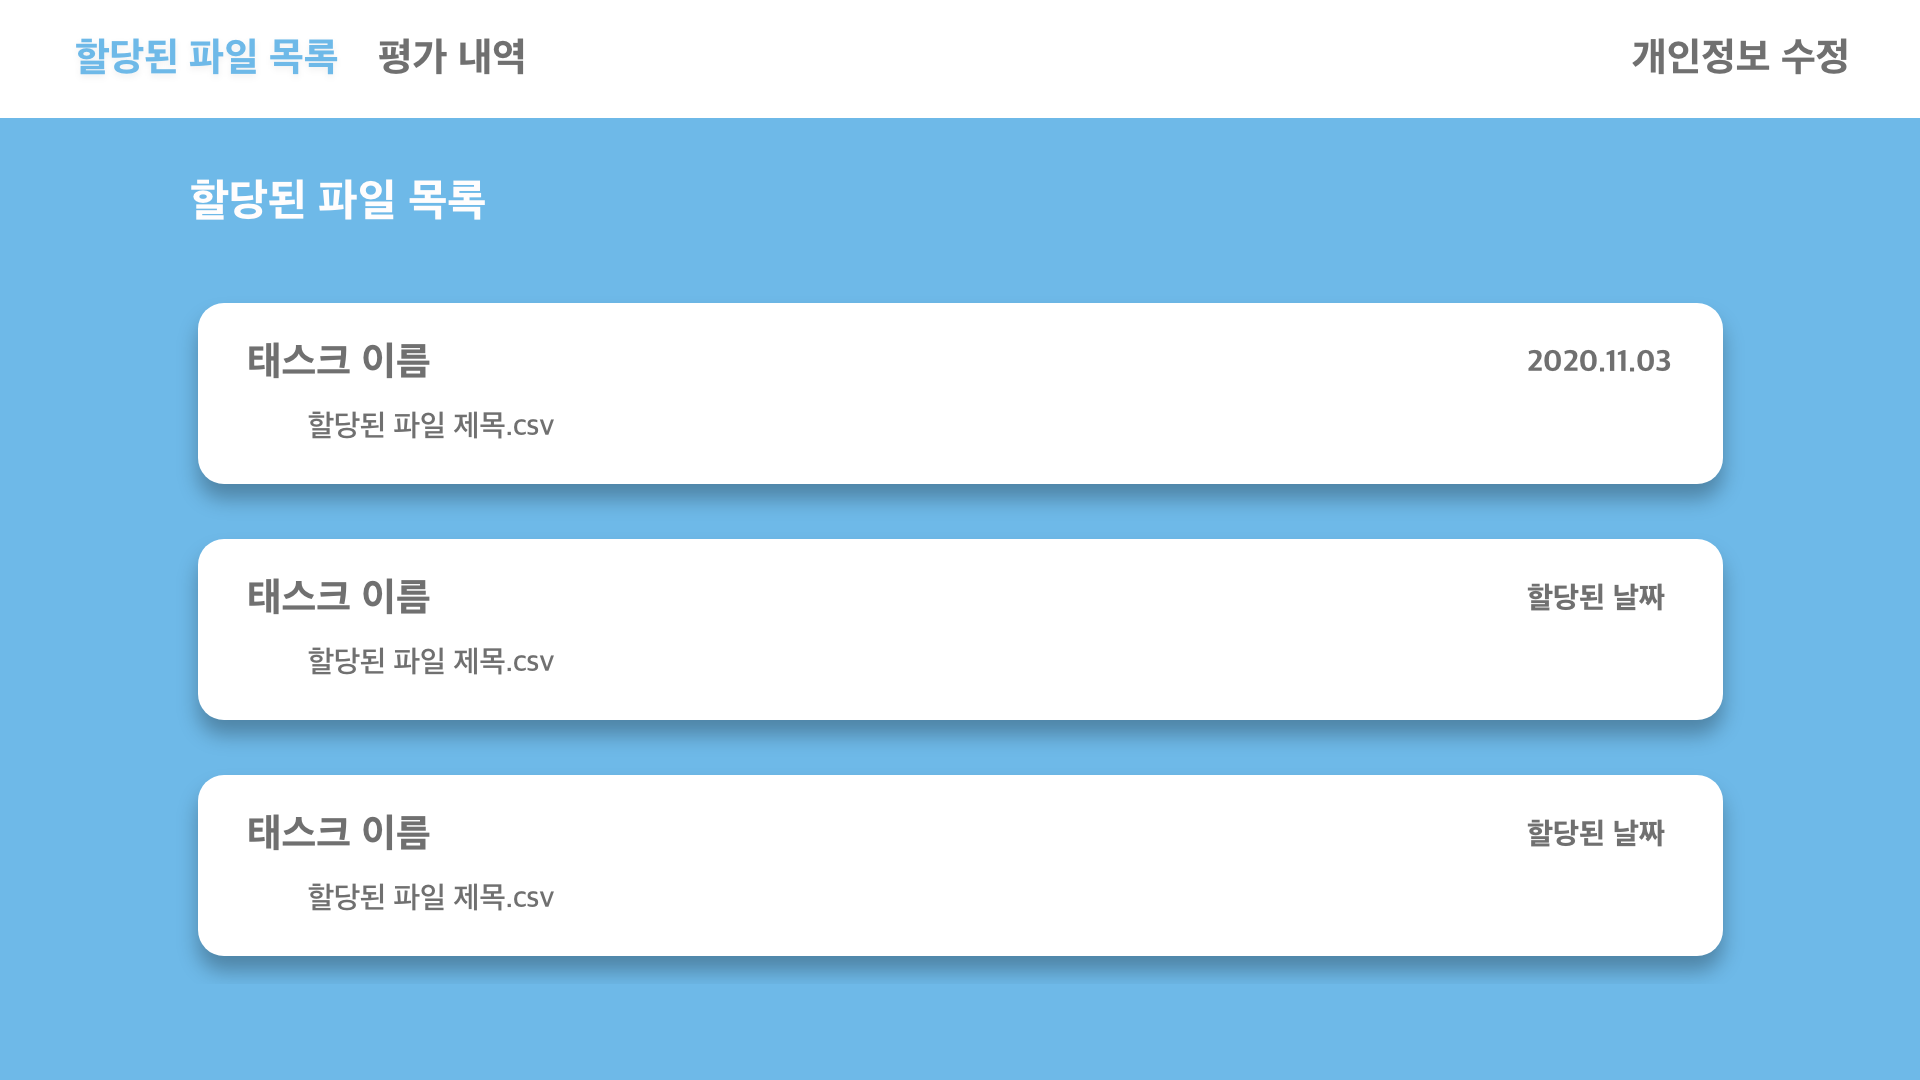 할당된 파일 목록 평가 내역 개인정보 수정
할당된 파일 목록
태스크 이름 2020.11.03
할당된 파일 제목.csv
태스크 이름 할당된 날짜
할당된 파일 제목.csv
태스크 이름 할당된 날짜
할당된 파일 제목.csv